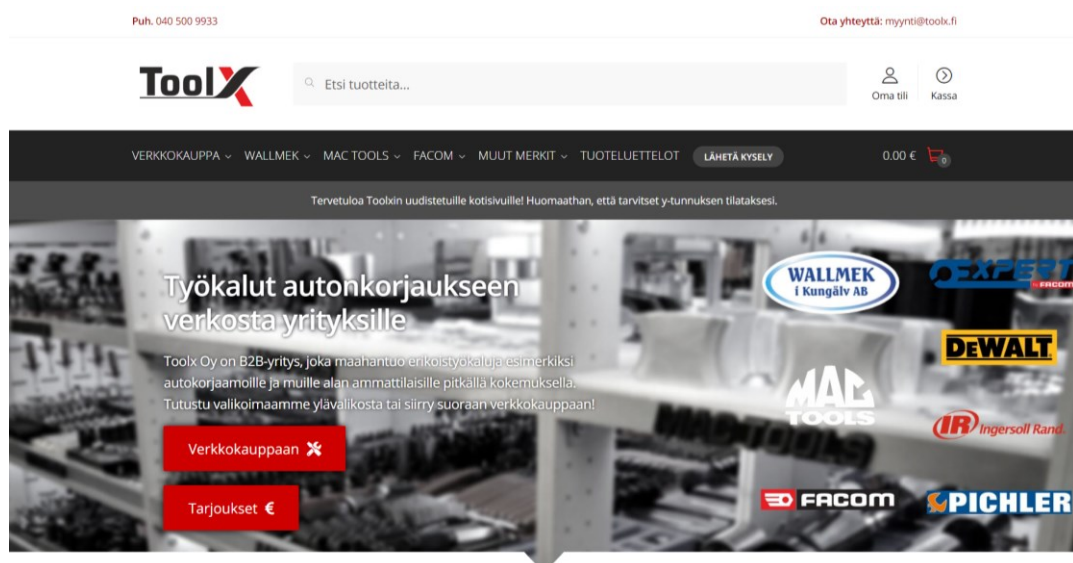 Puh. 040 500 9933
Ota yhteyttä: myynti@toolx.fi
ToolX
Etsi tuotteita...
Oma tili
Kassa
VERKKOKAUPPA
WALLMEK
MAC TOOLS
FACOM
MUUT MERKIT
TUOTELUETTELOT
LÄHETÄ KYSELY
0.00 €
0
Tervetuloa Toolxin uudistetuille kotisivuille! Huomaathan, että tarvitset y-tunnuksen tilataksesi.
Työkalut autonkorjaukseen
verkosta yrityksille
Toolx Oy on B2B-yritys, joka maahantuo erikoistyökaluja esimerkiksi
autokorjaamoille ja muille alan ammattilaisille pitkällä kokemuksella.
Tutustu valikoimaamme ylävalikosta tai siirry suoraan verkkokauppaan!
Verkkokauppaan
Tarjoukset €
WALLMEK
i Kungälv AB
EXPERT
by FACOM
DEWALT
MAC
TOOLS
MAC TOOLS
IR Ingersoll Rand
FACOM
PICHLER